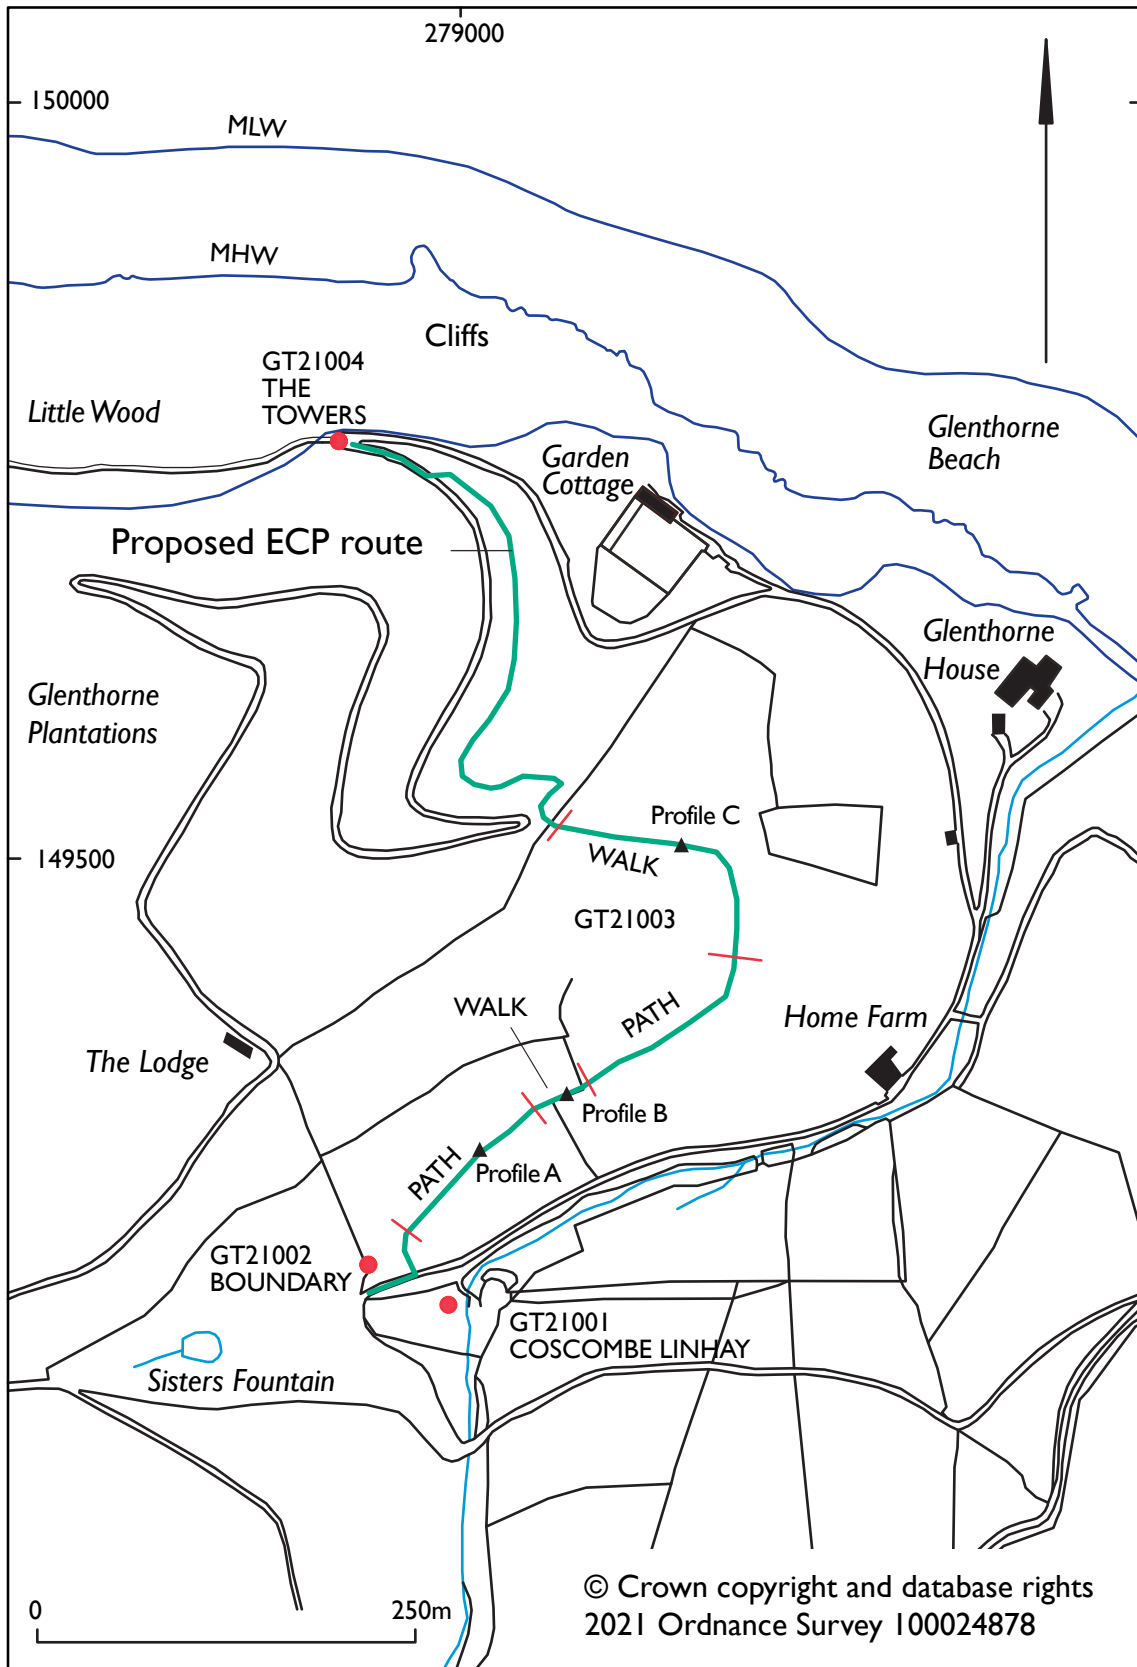 279000
150000
MLW
MHW
Cliffs
GT21004
THE
TOWERS
Little Wood
Glenthorne
Beach
Garden
Cottage
Proposed ECP route
Glenthorne
House
Glenthorne
Plantations
Profile C
149500
WALK
GT21003
WALK
PATH
Home Farm
The Lodge
Profile B
PATH
Profile A
GT21002
BOUNDARY
GT21001
COSCOMBE LINHAY
Sisters Fountain
0
250m
© Crown copyright and database rights
2021 Ordnance Survey 100024878